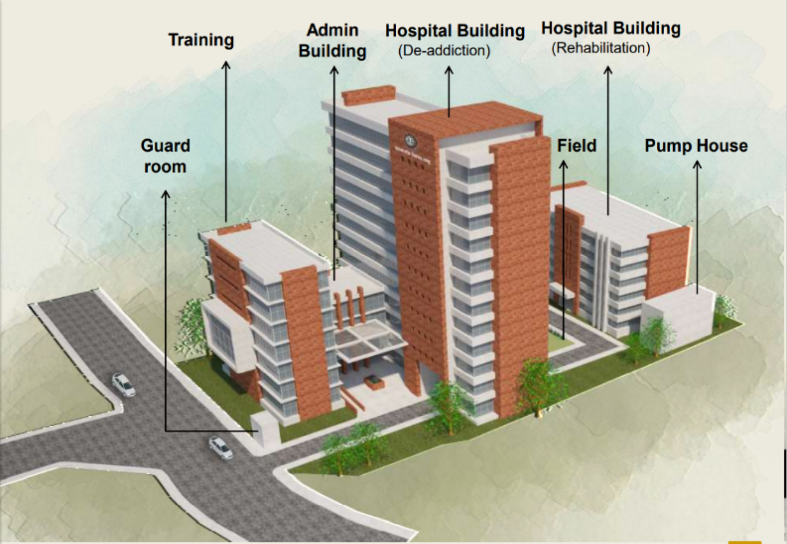 Training
Admin
Building
Hospital Building
(De-addiction)
Hospital Building
(Rehabilitation)
Guard
room
Field
Pump House